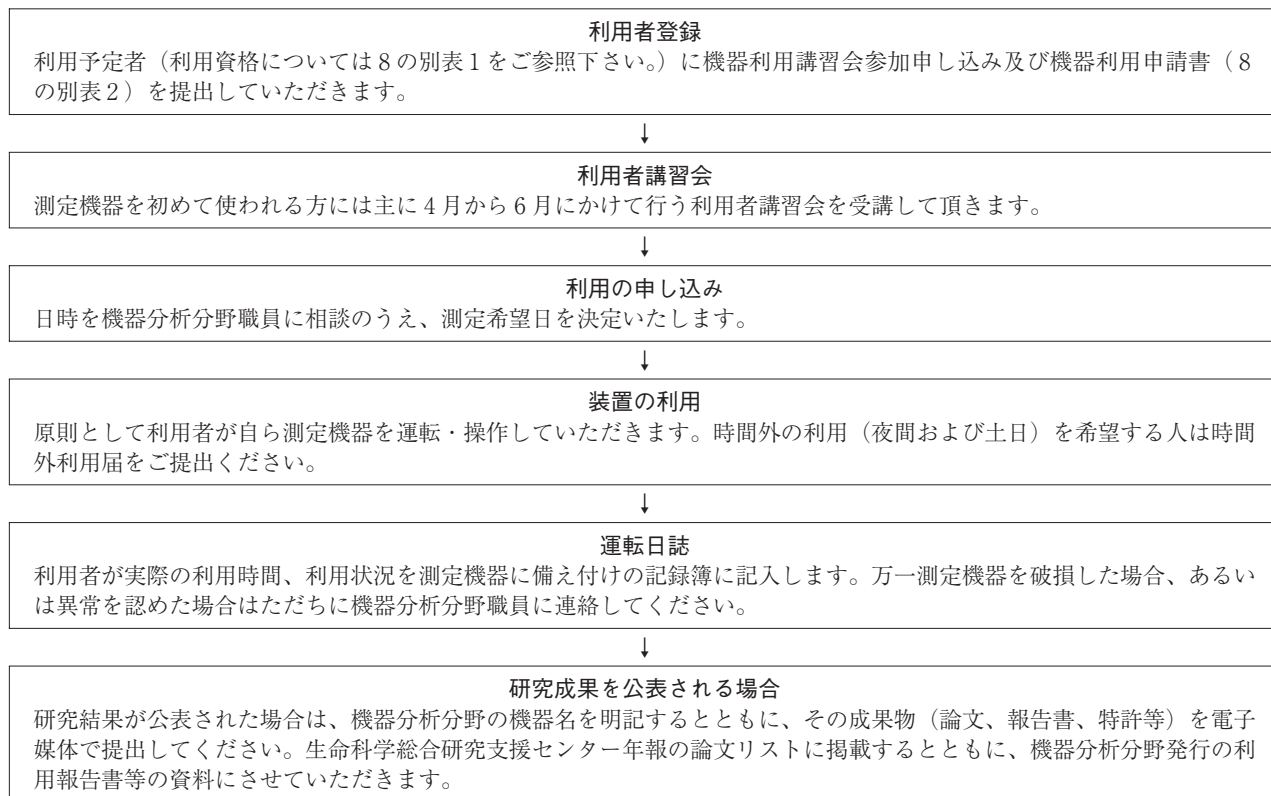 利用者登録
利用予定者（利用資格については８の別表１をご参照下さい。）に機器利用講習会参加申し込み及び機器利用申請書（８
の別表２）を提出していただきます。
↓
利用者講習会
測定機器を初めて使われる方には主に４月から６月にかけて行う利用者講習会を受講して頂きます。
↓
利用の申し込み
日時を機器分析分野職員に相談のうえ、測定希望日を決定いたします。
↓
装置の利用
原則として利用者が自ら測定機器を運転・操作していただきます。時間外の利用（夜間および土日）を希望する人は時間
外利用届をご提出ください。
↓
運転日誌
利用者が実際の利用時間、利用状況を測定機器に備え付けの記録簿に記入します。万一測定機器を破損した場合、あるい
は異常を認めた場合はただちに機器分析分野職員に連絡してください。
↓
研究成果を公表される場合
研究結果が公表された場合は、機器分析分野の機器名を明記するとともに、その成果物（論文、報告書、特許等）を電子
媒体で提出してください。生命科学総合研究支援センター年報の論文リストに掲載するとともに、機器分析分野発行の利
用報告書等の資料にさせていただきます。